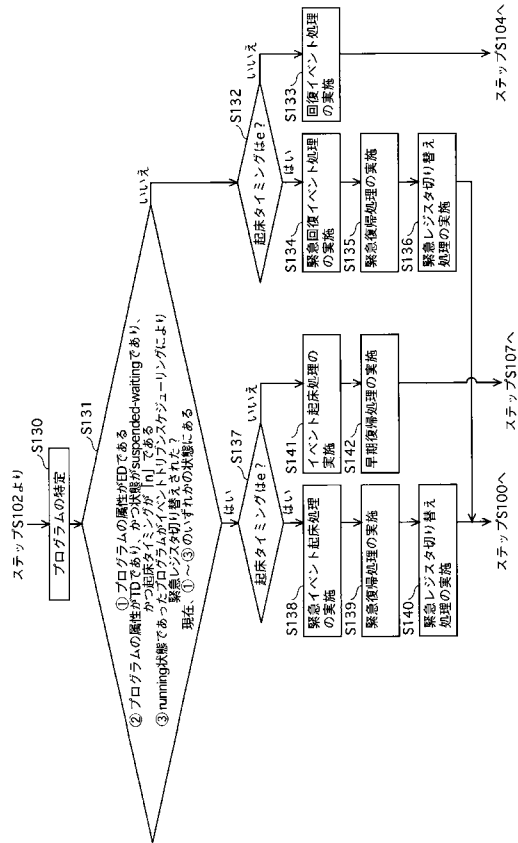 ステップS102より
S130
プログラムの特定
S131
① プログラムの属性がEDである
② プログラムの属性がTDであり、かつ状態がsuspended-waitingであり、
かつ起床タイミングが「n」である
③ running状態であったプログラムがイベントドリブンスケジューリングにより
緊急レジスタ切り替えされた?
現在、①～③のいずれかの状態にある
いいえ
はい
S132
起床タイミングはe?
いいえ
はい
S133
回復イベント処理
の実施
ステップS104へ
S134
緊急回復イベント処理
の実施
S135
緊急復帰処理の実施
S136
緊急レジスタ切り替え
処理の実施
S137
起床タイミングはe?
いいえ
はい
S141
イベント起床処理の
実施
S142
早期復帰処理の実施
ステップS107へ
S138
緊急イベント起床処理
の実施
S139
緊急復帰処理の実施
S140
緊急レジスタ切り替え
処理の実施
ステップS100へ